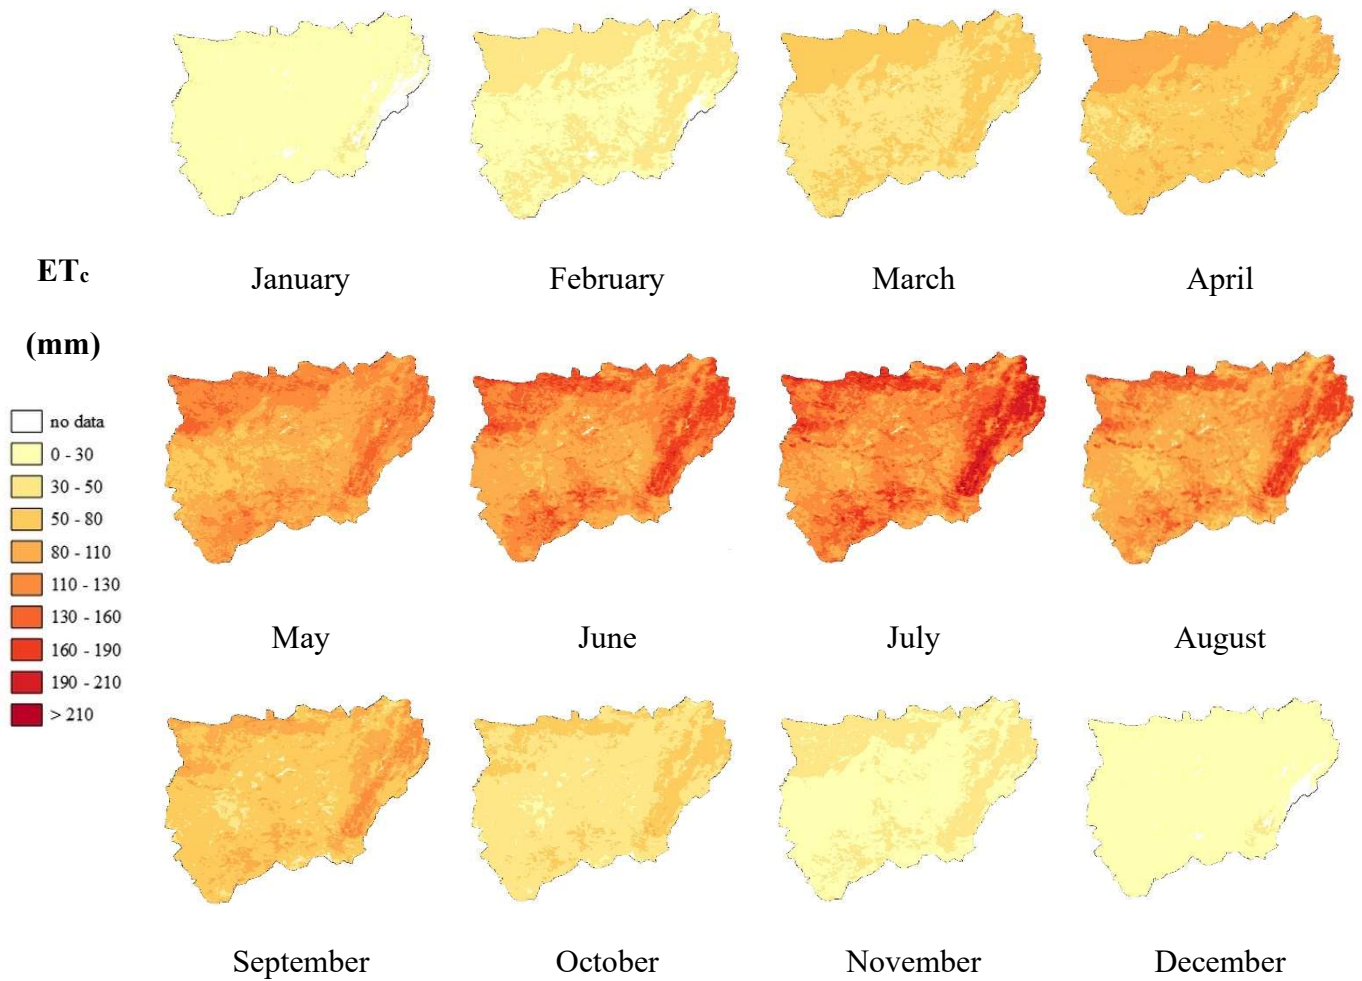 January
February
March
April
ETc
(mm)
no data
0 - 30
30 - 50
50 - 80
80 - 110
110 - 130
130 - 160
160 - 190
190 - 210
> 210
May
June
July
August
September
October
November
December